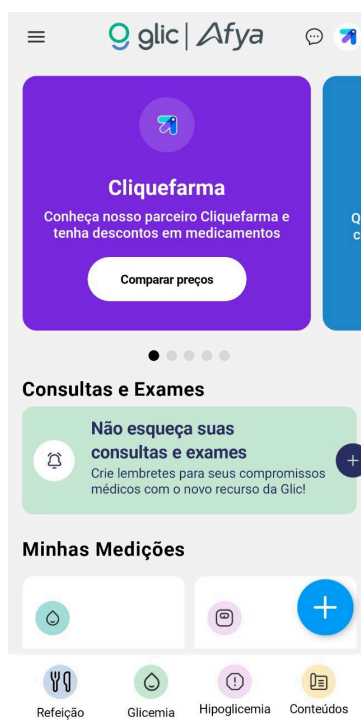 glic | Afya
Cliquefarma
Conheça nosso parceiro Cliquefarma e
tenha descontos em medicamentos
Comparar preços
Consultas e Exames
Não esqueça suas
consultas e exames
Crie lembretes para seus compromissos
médicos com o novo recurso da Glic!
Minhas Medições
Refeição Glicemia Hipoglicemia Conteúdos